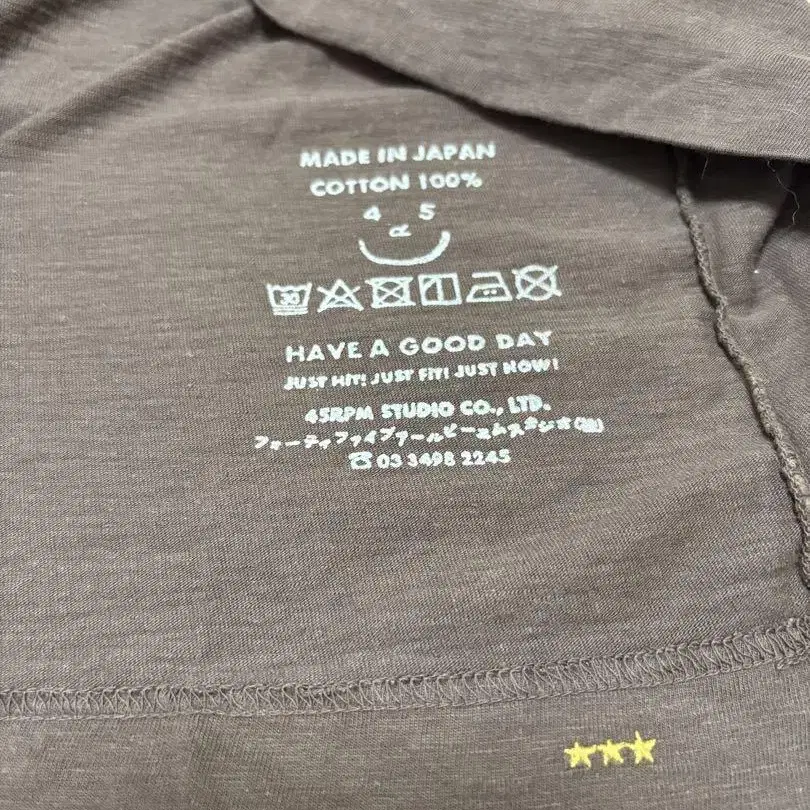 MADE IN JAPAN
COTTON 100%
4 5
α
30
HAVE A GOOD DAY
JUST HIT! JUST FIT! JUST NOW!
45RPM STUDIO CO., LTD.
フォーティファイブアールピーエムスタジオ(株)
☎ 03 3498 2245